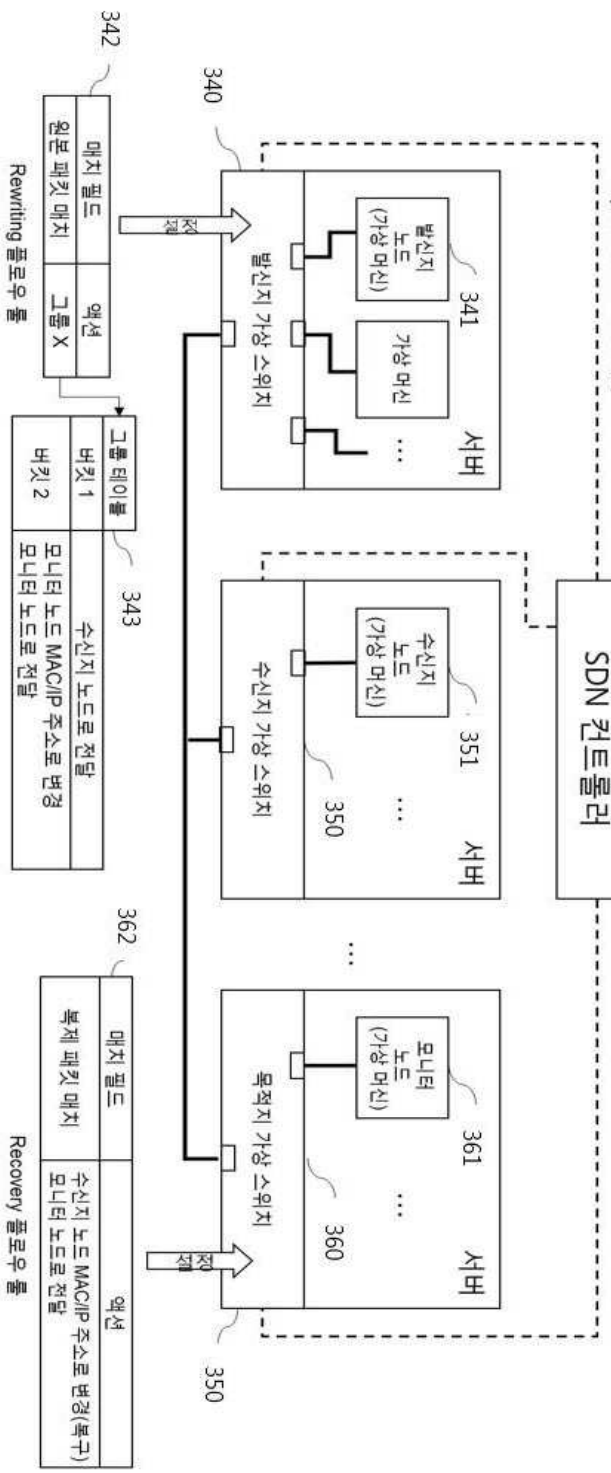 SDN 컨트롤러
서버
서버
서버
341
발신지
노드
(가상 머신)
가상 머신
...
351
수신지
노드
(가상 머신)
...
...
361
모니터
노드
(가상 머신)
...
340
발신지 가상 스위치
350
수신지 가상 스위치
360
목적지 가상 스위치
350
설정
설정
342
매치 필드
액션
원본 패킷 매치
그룹 X
Rewriting 플로우 룰
그룹 테이블
343
버킷 1
수신지 노드로 전달
버킷 2
모니터 노드 MAC/IP 주소로 변경
모니터 노드로 전달
362
매치 필드
액션
복제 패킷 매치
수신지 노드 MAC/IP 주소로 변경(복구)
모니터 노드로 전달
Recovery 플로우 룰